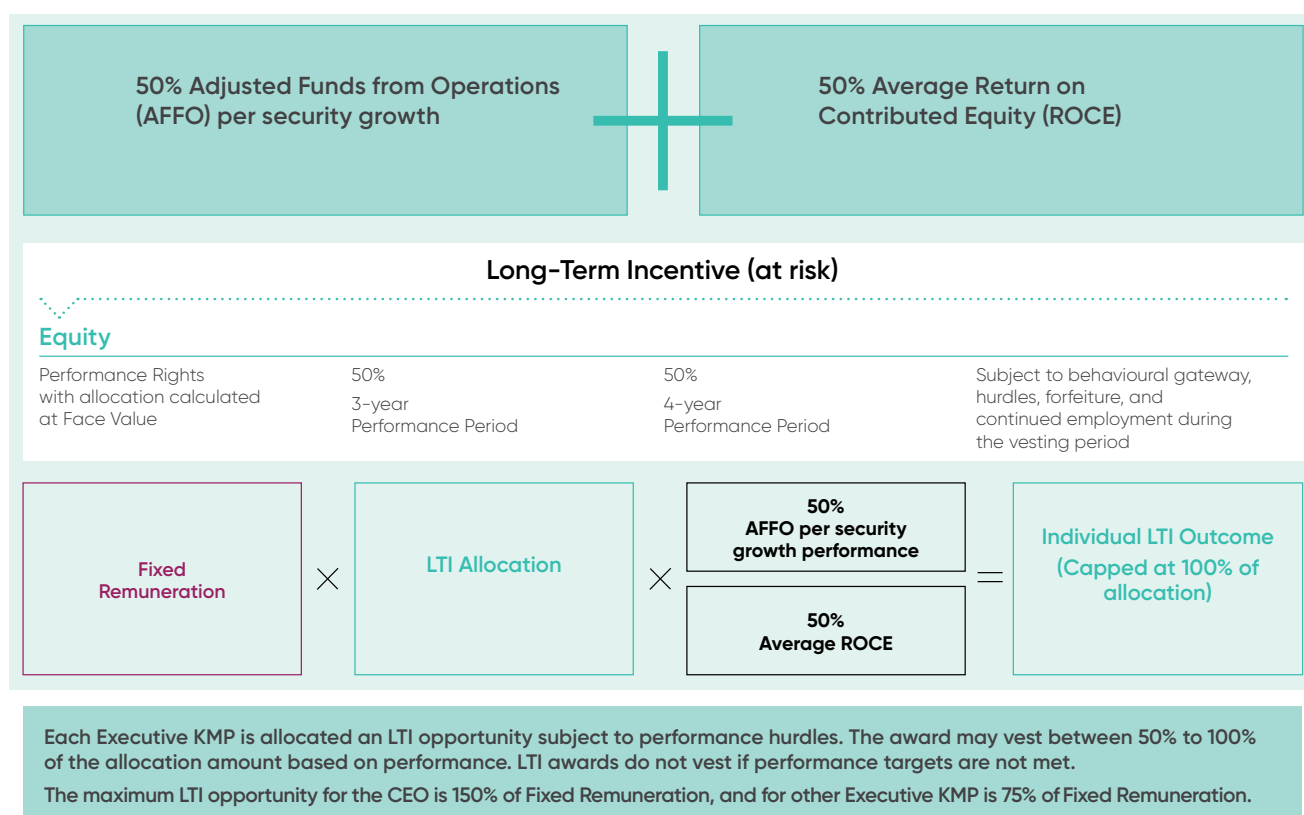 50% Adjusted Funds from Operations
(AFFO) per security growth
50% Average Return on
Contributed Equity (ROCE)
Long-Term Incentive (at risk)
Equity
Performance Rights
with allocation calculated
at Face Value
50%
3-year
Performance Period
50%
4-year
Performance Period
Subject to behavioural gateway,
hurdles, forfeiture, and
continued employment during
the vesting period
Fixed
Remuneration
×
LTI Allocation
×
50%
AFFO per security
growth performance
50%
Average ROCE
=
Individual LTI Outcome
(Capped at 100% of
allocation)
Each Executive KMP is allocated an LTI opportunity subject to performance hurdles. The award may vest between 50% to 100%
of the allocation amount based on performance. LTI awards do not vest if performance targets are not met.
The maximum LTI opportunity for the CEO is 150% of Fixed Remuneration, and for other Executive KMP is 75% of Fixed Remuneration.